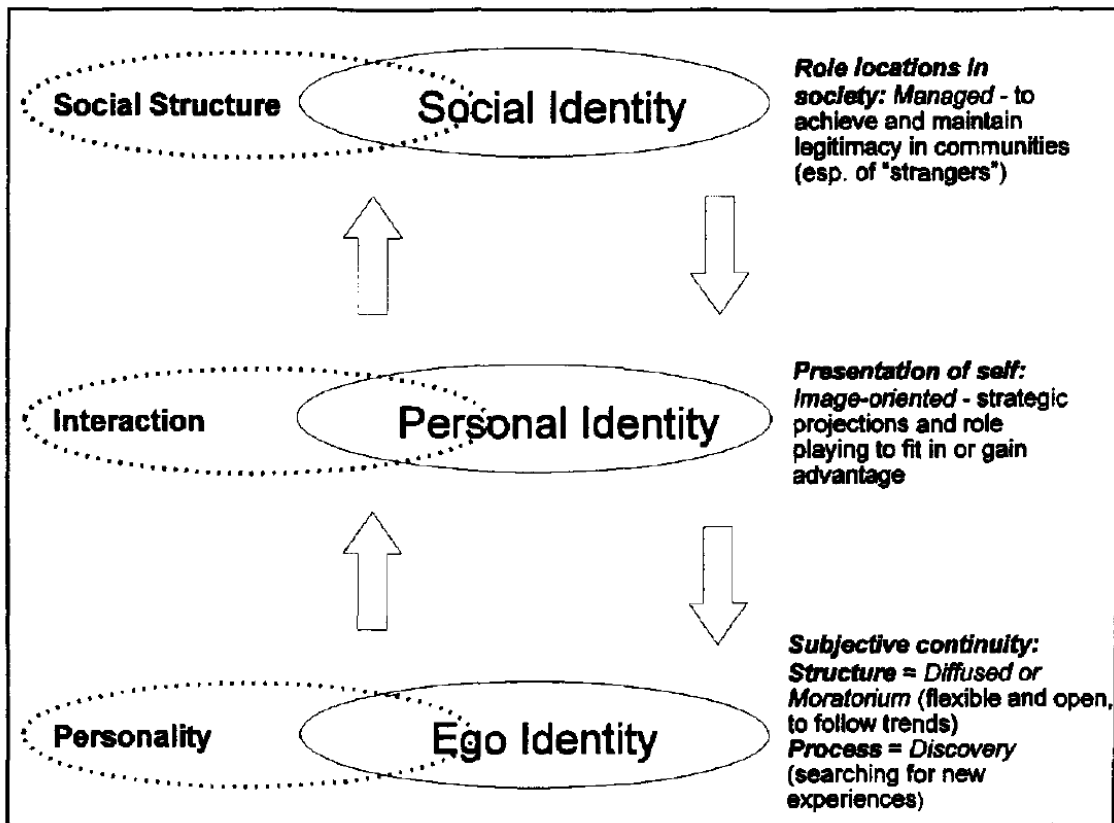 Social Structure
Social Identity
Role locations in
society: Managed - to
achieve and maintain
legitimacy in communities
(esp. of "strangers")
Interaction
Personal Identity
Presentation of self:
Image-oriented - strategic
projections and role
playing to fit in or gain
advantage
Personality
Ego Identity
Subjective continuity:
Structure = Diffused or
Moratorium (flexible and open,
to follow trends)
Process = Discovery
(searching for new
experiences)